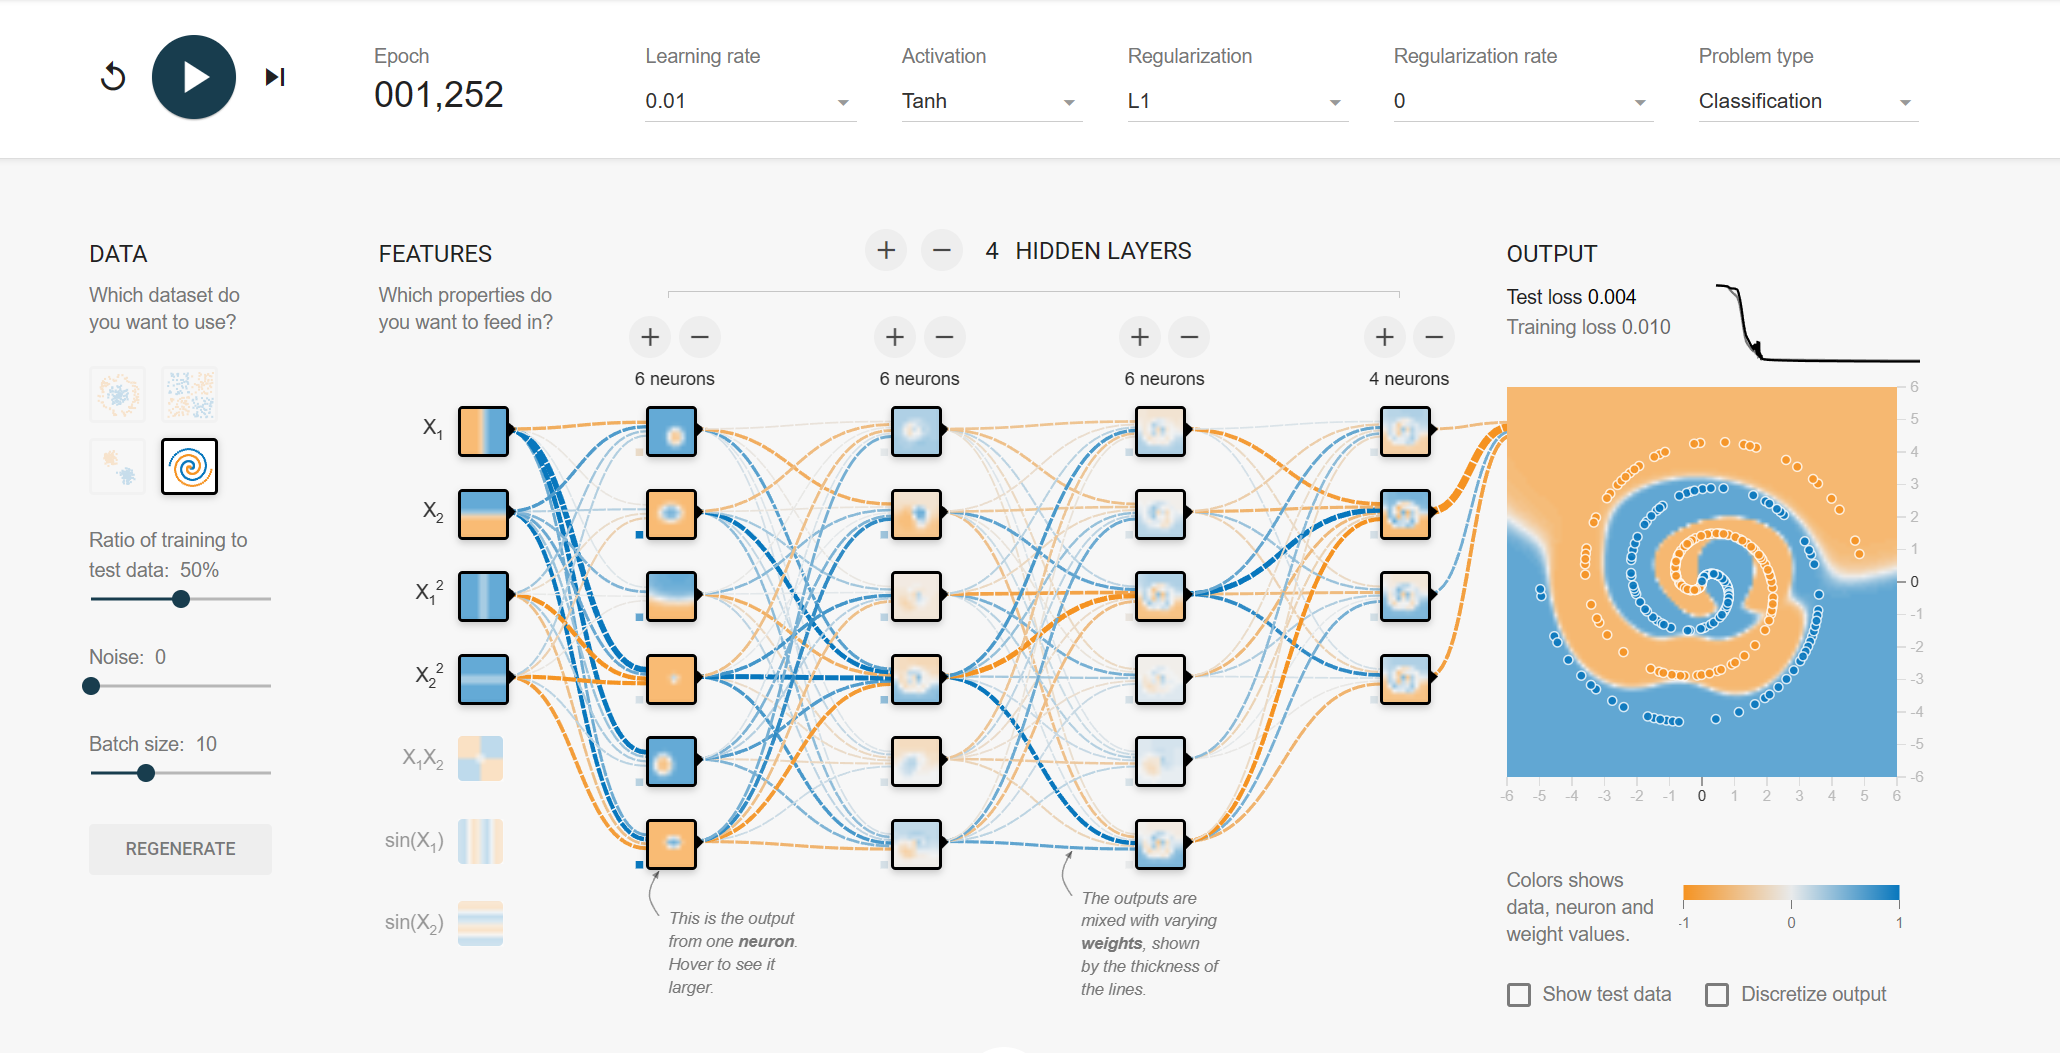 Epoch
001,252
Learning rate
0.01
Activation
Tanh
Regularization
L1
Regularization rate
0
Problem type
Classification
DATA
Which dataset do
you want to use?
Ratio of training to
test data: 50%
Noise: 0
Batch size: 10
REGENERATE
FEATURES
Which properties do
you want to feed in?
X1
X2
X1²
X2²
X1X2
sin(X1)
sin(X2)
+ − 4 HIDDEN LAYERS
+ −
6 neurons
+ −
6 neurons
+ −
6 neurons
+ −
4 neurons
This is the output
from one neuron.
Hover to see it
larger.
The outputs are
mixed with varying
weights, shown
by the thickness of
the lines.
OUTPUT
Test loss 0.004
Training loss 0.010
6
5
4
3
2
1
0
-1
-2
-3
-4
-5
-6
-6 -5 -4 -3 -2 -1 0 1 2 3 4 5 6
Colors shows
data, neuron and
weight values.
-1 0 1
Show test data
Discretize output